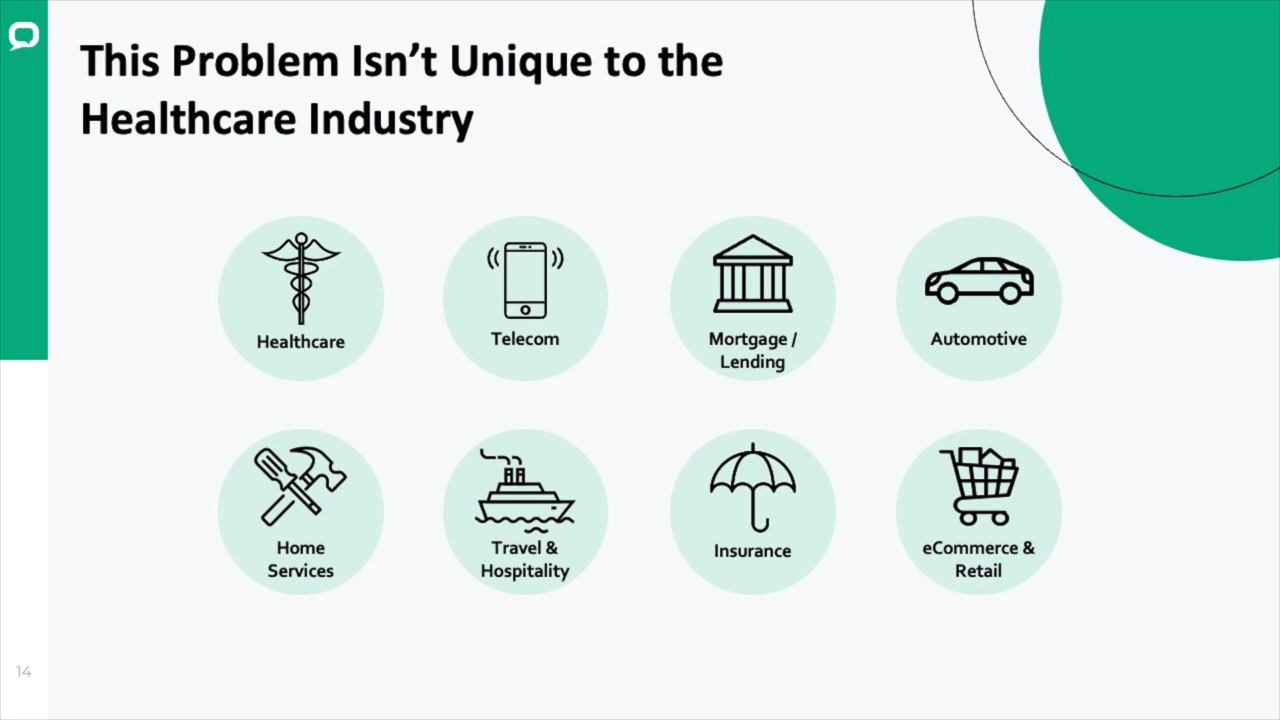 This Problem Isn’t Unique to the
Healthcare Industry
Healthcare
Telecom
Mortgage /
Lending
Automotive
Home
Services
Travel &
Hospitality
Insurance
eCommerce &
Retail
14